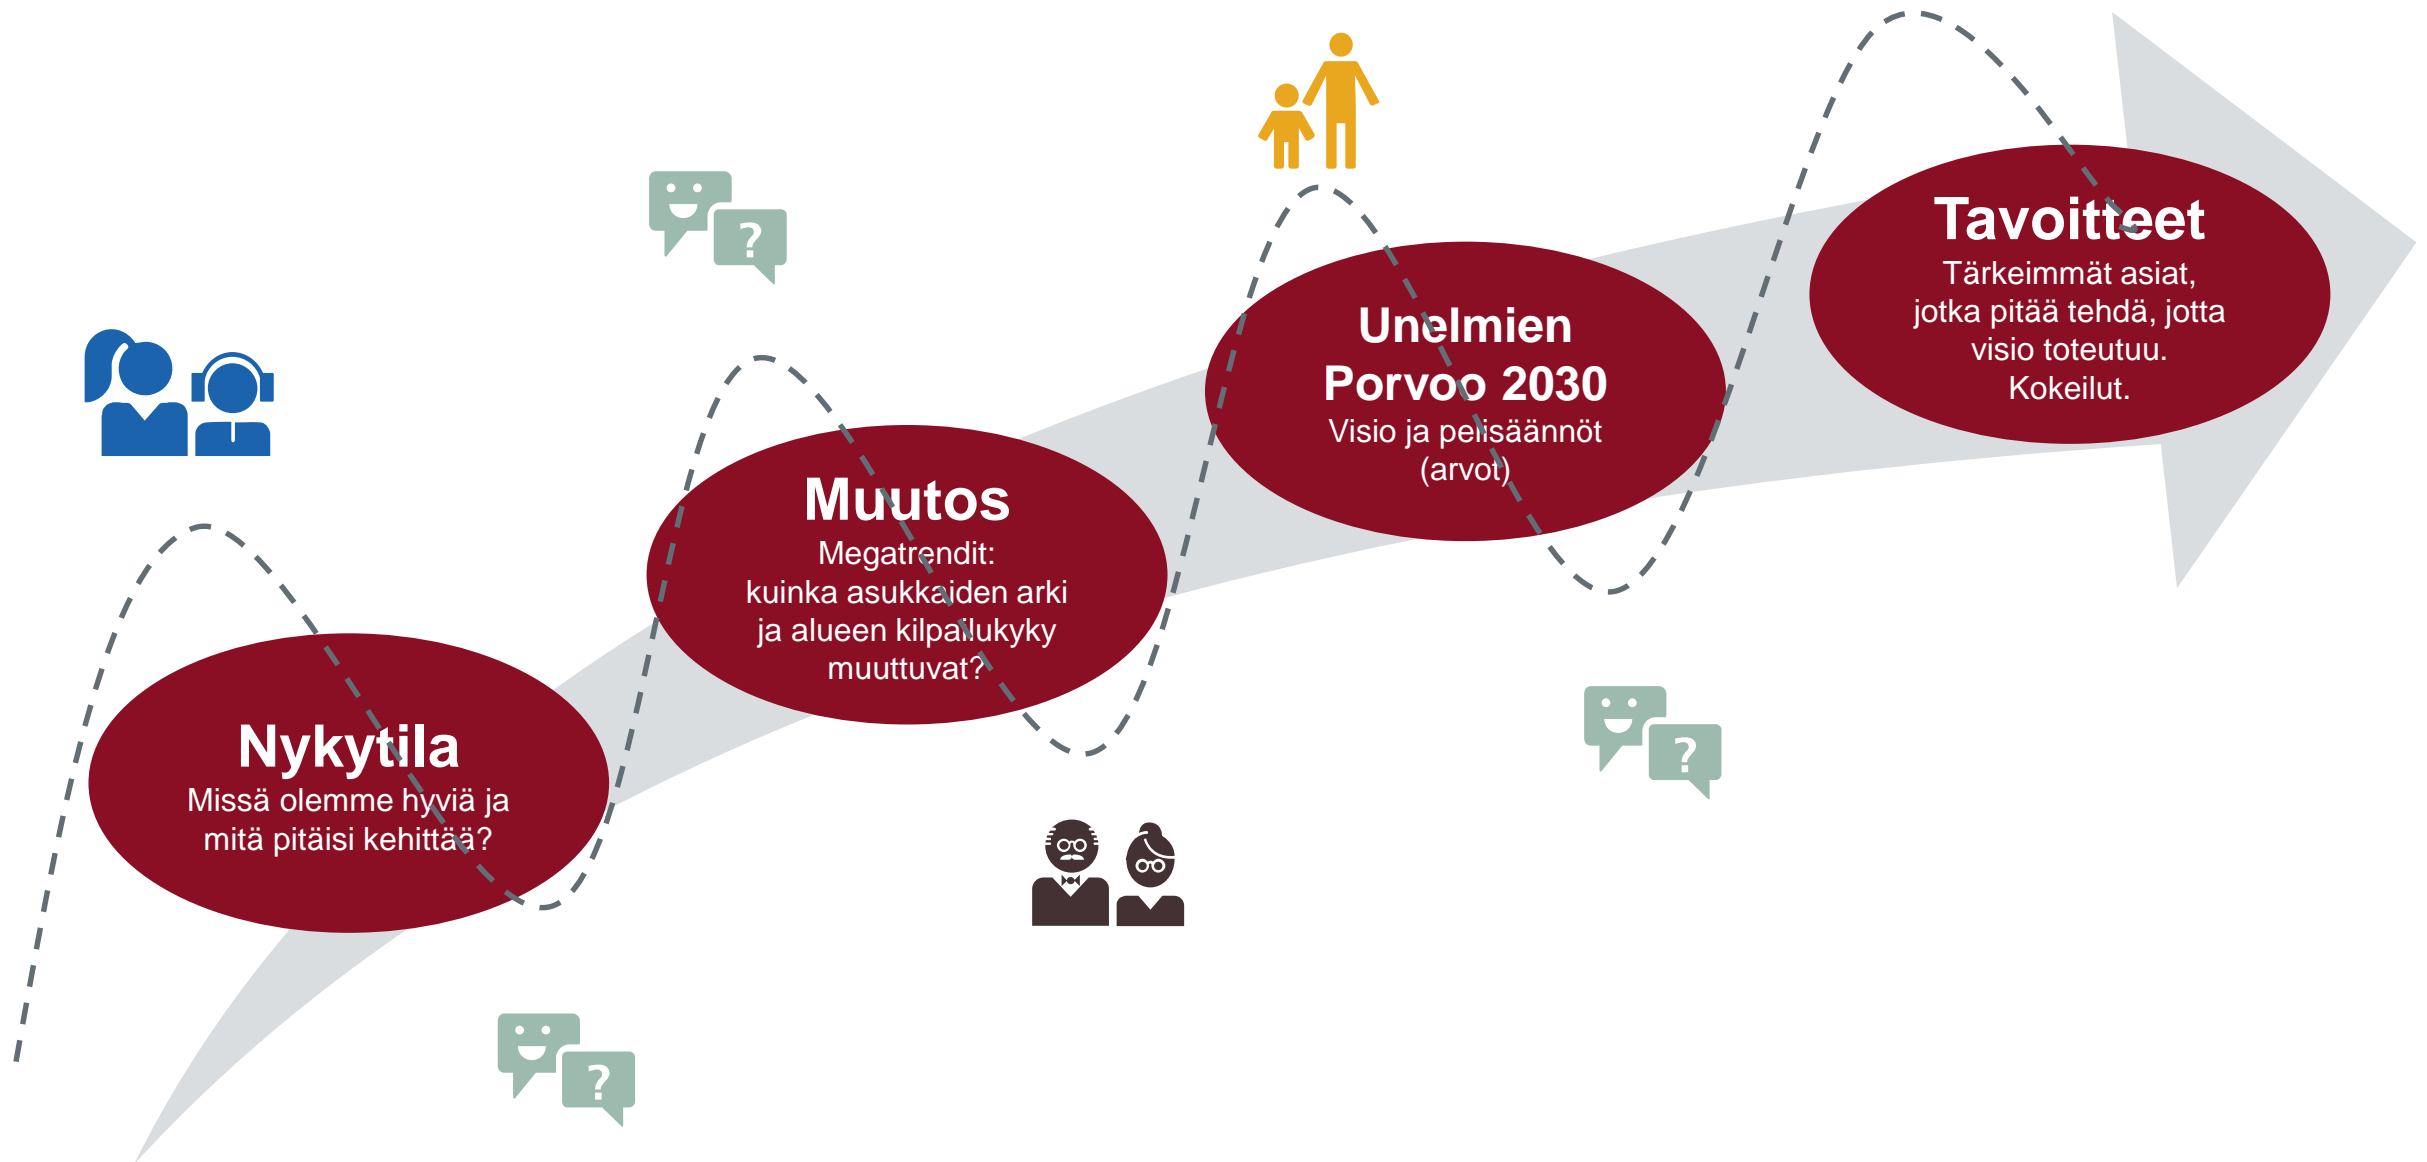 Nykytila
Missä olemme hyviä ja
mitä pitäisi kehittää?
Muutos
Megatrendit:
kuinka asukkaiden arki
ja alueen kilpailukyky
muuttuvat?
Unelmien
Porvoo 2030
Visio ja pelisäännöt
(arvot)
Tavoitteet
Tärkeimmät asiat,
jotka pitää tehdä, jotta
visio toteutuu.
Kokeilut.
?
?
?